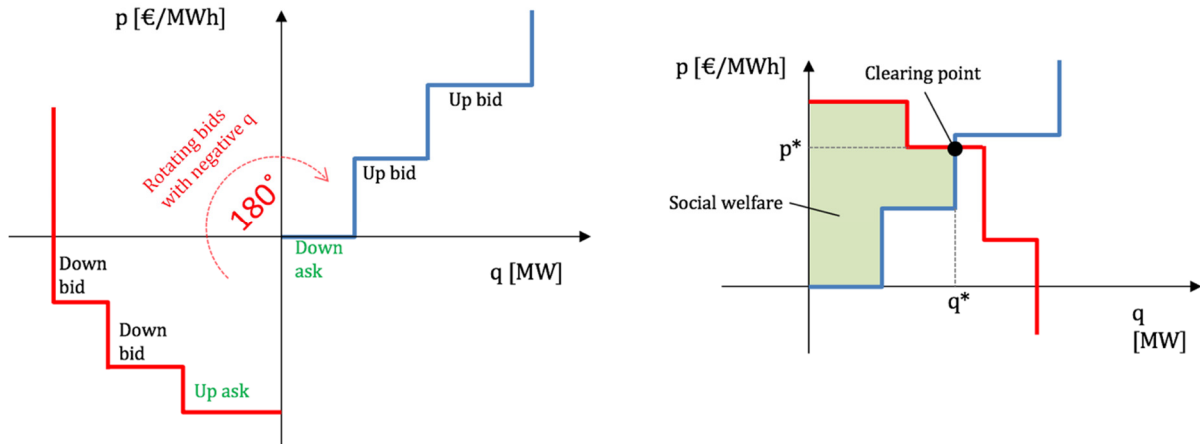 p [€/MWh]
Up bid
Up bid
Rotating bids
with negative q
180°
Down
ask
q [MW]
Down
bid
Down
bid
Up ask
p [€/MWh]
Clearing point
p*
Social welfare
q*
q
[MW]